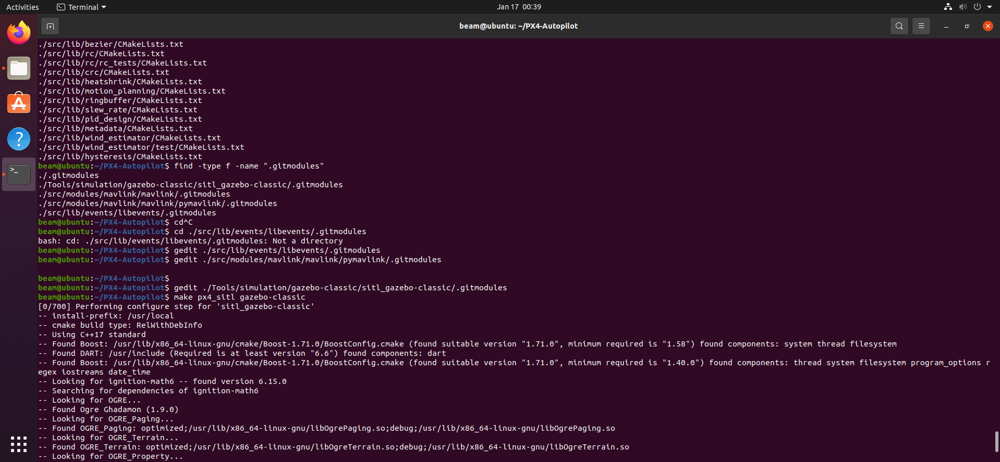 Activities
Terminal
Jan 17 00:39
beam@ubuntu: ~/PX4-Autopilot
./src/lib/bezier/CMakeLists.txt
./src/lib/rc/CMakeLists.txt
./src/lib/rc/rc_tests/CMakeLists.txt
./src/lib/crc/CMakeLists.txt
./src/lib/heatshrink/CMakeLists.txt
./src/lib/motion_planning/CMakeLists.txt
./src/lib/ringbuffer/CMakeLists.txt
./src/lib/slew_rate/CMakeLists.txt
./src/lib/pid_design/CMakeLists.txt
./src/lib/metadata/CMakeLists.txt
./src/lib/wind_estimator/CMakeLists.txt
./src/lib/wind_estimator/test/CMakeLists.txt
./src/lib/hysteresis/CMakeLists.txt
beam@ubuntu:~/PX4-Autopilot$ find -type f -name ".gitmodules"
./.gitmodules
./Tools/simulation/gazebo-classic/sitl_gazebo-classic/.gitmodules
./src/modules/mavlink/mavlink/.gitmodules
./src/modules/mavlink/mavlink/pymavlink/.gitmodules
./src/lib/events/libevents/.gitmodules
beam@ubuntu:~/PX4-Autopilot$ cd^C
beam@ubuntu:~/PX4-Autopilot$ cd ./src/lib/events/libevents/.gitmodules
bash: cd: ./src/lib/events/libevents/.gitmodules: Not a directory
beam@ubuntu:~/PX4-Autopilot$ gedit ./src/lib/events/libevents/.gitmodules
beam@ubuntu:~/PX4-Autopilot$ gedit ./src/modules/mavlink/mavlink/pymavlink/.gitmodules
beam@ubuntu:~/PX4-Autopilot$
beam@ubuntu:~/PX4-Autopilot$ gedit ./Tools/simulation/gazebo-classic/sitl_gazebo-classic/.gitmodules
beam@ubuntu:~/PX4-Autopilot$ make px4_sitl gazebo-classic
[0/700] Performing configure step for 'sitl_gazebo-classic'
-- install-prefix: /usr/local
-- cmake build type: RelWithDebInfo
-- Using C++17 standard
-- Found Boost: /usr/lib/x86_64-linux-gnu/cmake/Boost-1.71.0/BoostConfig.cmake (found suitable version "1.71.0", minimum required is "1.58") found components: system thread filesystem
-- Found DART: /usr/include (Required is at least version "6.6") found components: dart
-- Found Boost: /usr/lib/x86_64-linux-gnu/cmake/Boost-1.71.0/BoostConfig.cmake (found suitable version "1.71.0", minimum required is "1.40.0") found components: thread system filesystem program_options r
egex iostreams date_time
-- Looking for ignition-math6 -- found version 6.15.0
-- Searching for dependencies of ignition-math6
-- Looking for OGRE...
-- Found Ogre Ghadamon (1.9.0)
-- Looking for OGRE_Paging...
-- Found OGRE_Paging: optimized;/usr/lib/x86_64-linux-gnu/libOgrePaging.so;debug;/usr/lib/x86_64-linux-gnu/libOgrePaging.so
-- Looking for OGRE_Terrain...
-- Found OGRE_Terrain: optimized;/usr/lib/x86_64-linux-gnu/libOgreTerrain.so;debug;/usr/lib/x86_64-linux-gnu/libOgreTerrain.so
-- Looking for OGRE_Property...